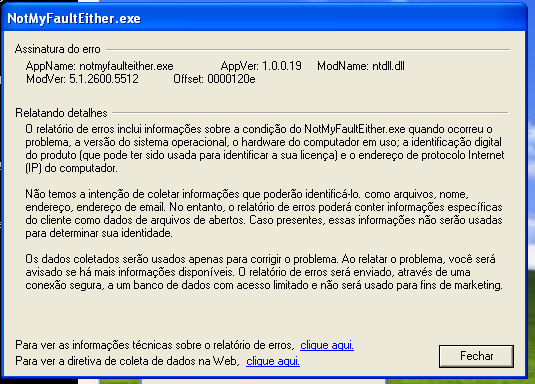 NotMyFaultEither.exe
Assinatura do erro
AppName: notmyfaulteither.exe AppVer: 1.0.0.19 ModName: ntdll.dll
ModVer: 5.1.2600.5512 Offset: 0000120e
Relatando detalhes
O relatório de erros inclui informações sobre a condição do NotMyFaultEither.exe quando ocorreu o
problema, a versão do sistema operacional, o hardware do computador em uso; a identificação digital
do produto (que pode ter sido usada para identificar a sua licença) e o endereço de protocolo Internet
(IP) do computador.
Não temos a intenção de coletar informações que poderão identificá-lo. como arquivos, nome,
endereço, endereço de email. No entanto, o relatório de erros poderá conter informações específicas
do cliente como dados de arquivos de abertos. Caso presentes, essas informações não serão usadas
para determinar sua identidade.
Os dados coletados serão usados apenas para corrigir o problema. Ao relatar o problema, você será
avisado se há mais informações disponíveis. O relatório de erros será enviado, através de uma
conexão segura, a um banco de dados com acesso limitado e não será usado para fins de marketing.
Para ver as informações técnicas sobre o relatório de erros, clique aqui.
Para ver a diretiva de coleta de dados na Web, clique aqui.
Fechar